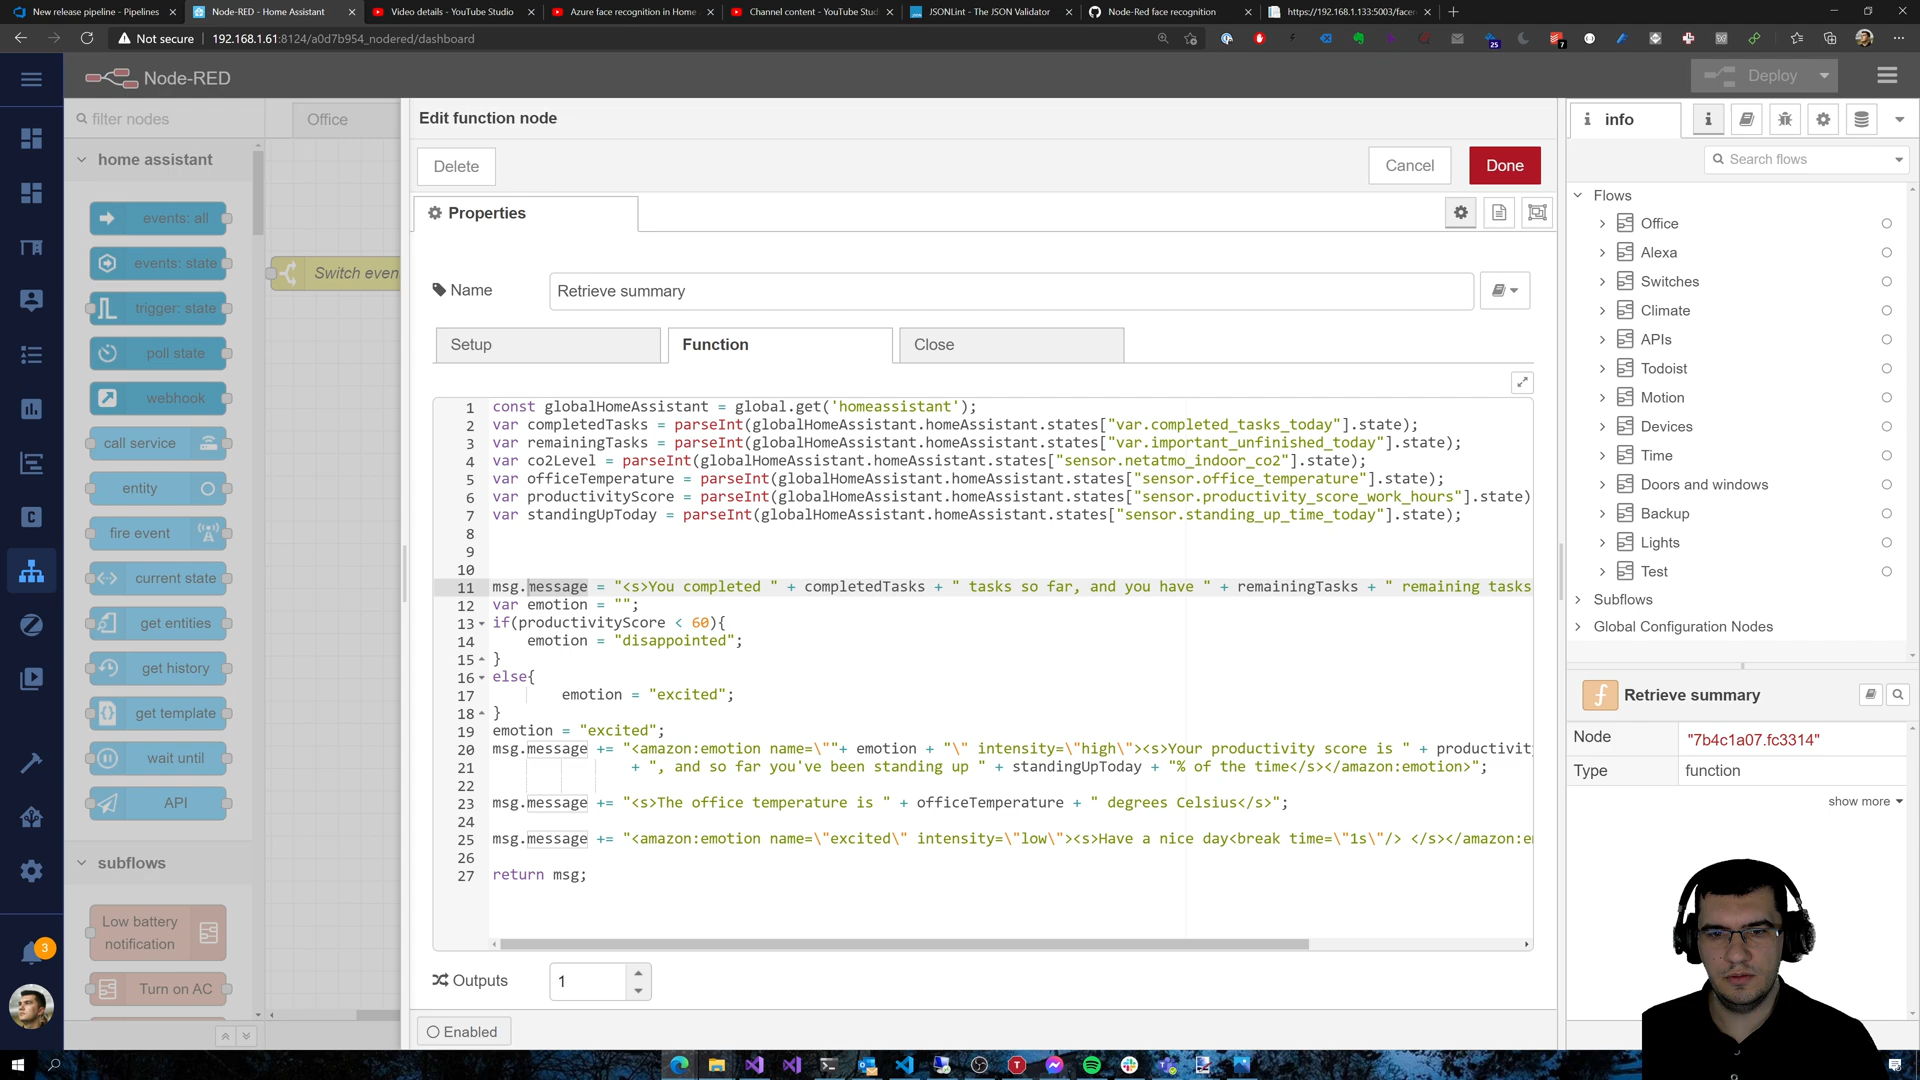 New release pipeline - Pipelines
Node-RED - Home Assistant
Video details - YouTube Studio
Azure face recognition in Home
Channel content - YouTube Stud
JSONLint - The JSON Validator
Node-Red face recognition
https://192.168.1.133:5003/facer
Not secure
192.168.1.61:8124/a0d7b954_nodered/dashboard
25
7
Node-RED
Deploy
filter nodes
Office
home assistant
events: all
events: state
trigger: state
poll state
webhook
call service
entity
fire event
current state
get entities
get history
get template
wait until
API
subflows
Low battery
notification
Turn on AC
3
Switch even
Edit function node
Delete
Cancel
Done
Properties
Name
Retrieve summary
Setup
Function
Close
1 const globalHomeAssistant = global.get('homeassistant');
2 var completedTasks = parseInt(globalHomeAssistant.homeAssistant.states["var.completed_tasks_today"].state);
3 var remainingTasks = parseInt(globalHomeAssistant.homeAssistant.states["var.important_unfinished_today"].state);
4 var co2Level = parseInt(globalHomeAssistant.homeAssistant.states["sensor.netatmo_indoor_co2"].state);
5 var officeTemperature = parseInt(globalHomeAssistant.homeAssistant.states["sensor.office_temperature"].state);
6 var productivityScore = parseInt(globalHomeAssistant.homeAssistant.states["sensor.productivity_score_work_hours"].state)
7 var standingUpToday = parseInt(globalHomeAssistant.homeAssistant.states["sensor.standing_up_time_today"].state);
8
9
10
11 msg.message = "<s>You completed " + completedTasks + " tasks so far, and you have " + remainingTasks + " remaining tasks
12 var emotion = "";
13 if(productivityScore < 60){
14 emotion = "disappointed";
15 }
16 else{
17 emotion = "excited";
18 }
19 emotion = "excited";
20 msg.message += "<amazon:emotion name=\""+ emotion + "\" intensity=\"high\"><s>Your productivity score is " + productivit
21 + ", and so far you've been standing up " + standingUpToday + "% of the time</s></amazon:emotion>";
22
23 msg.message += "<s>The office temperature is " + officeTemperature + " degrees Celsius</s>";
24
25 msg.message += "<amazon:emotion name=\"excited\" intensity=\"low\"><s>Have a nice day<break time=\"1s\"/> </s></amazon:e
26
27 return msg;
Outputs
1
Enabled
info
Search flows
Flows
Office
Alexa
Switches
Climate
APIs
Todoist
Motion
Devices
Time
Doors and windows
Backup
Lights
Test
Subflows
Global Configuration Nodes
Retrieve summary
Node "7b4c1a07.fc3314"
Type function
show more